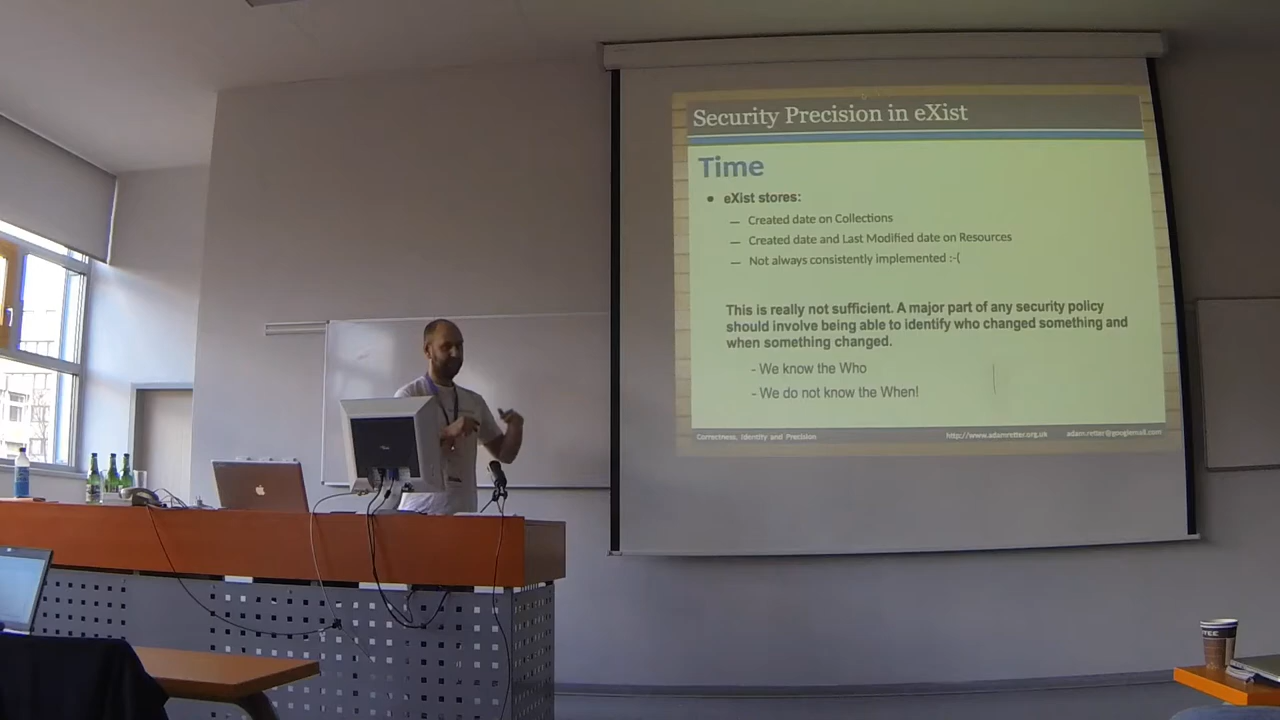 Security Precision in eXist
Time
• eXist stores:
— Created date on Collections
— Created date and Last Modified date on Resources
— Not always consistently implemented :-(
This is really not sufficient. A major part of any security policy
should involve being able to identify who changed something and
when something changed.
- We know the Who
- We do not know the When!
Correctness, Identity and Precision
http://www.adamretter.org.uk
adam.retter@googlemail.com